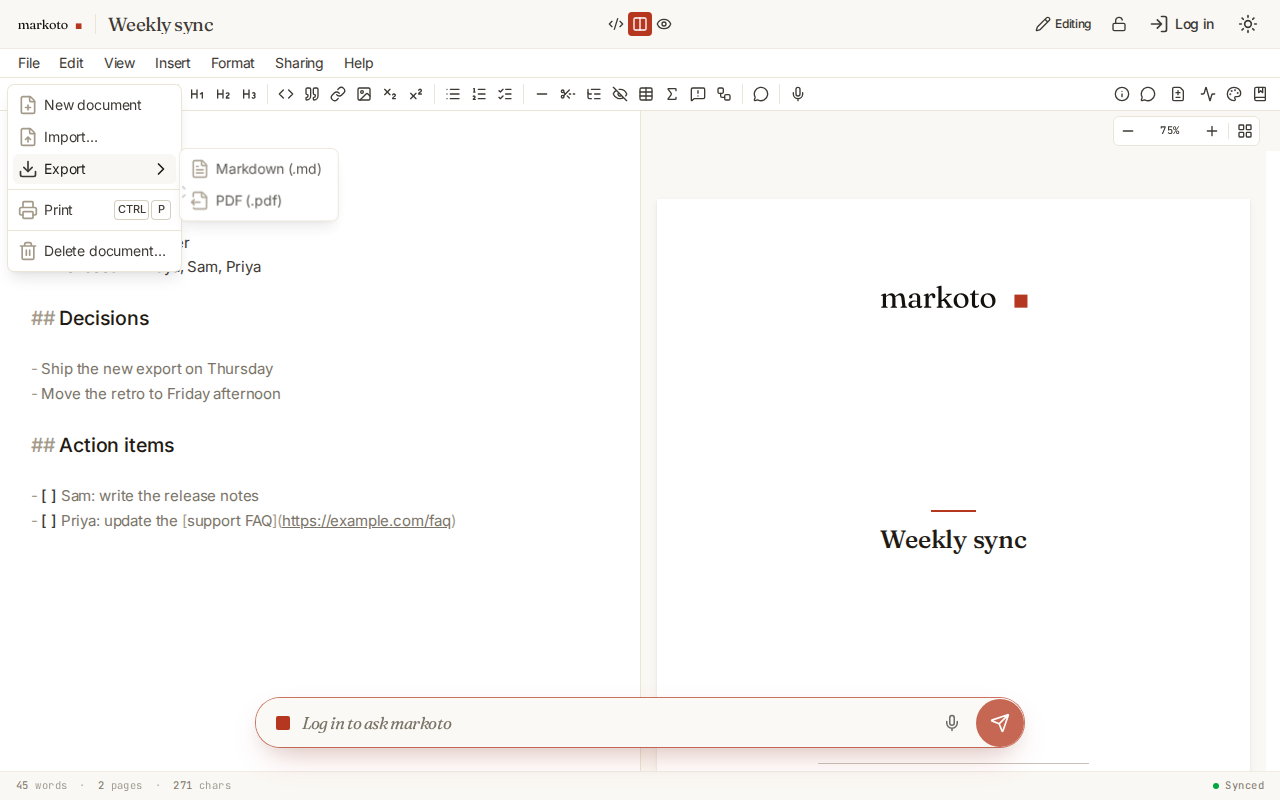 markoto
Weekly sync
Editing
Log in
File Edit View Insert Format Sharing Help
H1 H2 H3
New document
Import...
Export
Print CTRL P
Delete document...
Markdown (.md)
PDF (.pdf)
75%
Sam, Priya
## Decisions
- Ship the new export on Thursday
- Move the retro to Friday afternoon
## Action items
- [ ] Sam: write the release notes
- [ ] Priya: update the [support FAQ](https://example.com/faq)
markoto
Weekly sync
Log in to ask markoto
45 words · 2 pages · 271 chars
Synced